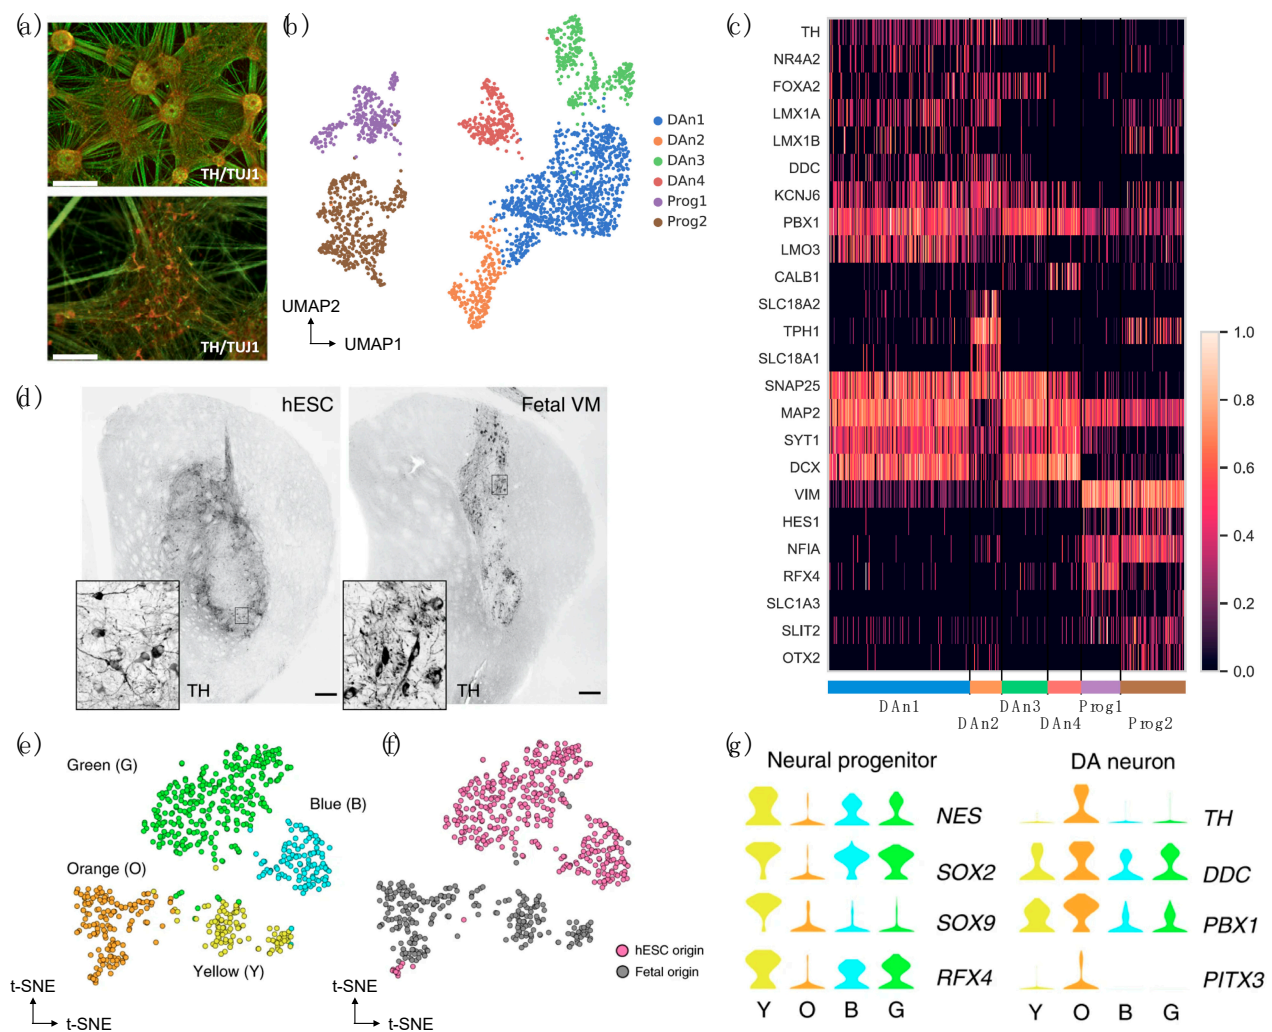 (a)
TH/TUJ1
TH/TUJ1
(b)
DAn1
DAn2
DAn3
DAn4
Prog1
Prog2
UMAP2
UMAP1
(c)
TH
NR4A2
FOXA2
LMX1A
LMX1B
DDC
KCNJ6
PBX1
LMO3
CALB1
SLC18A2
TPH1
SLC18A1
SNAP25
MAP2
SYT1
DCX
VIM
HES1
NFIA
RFX4
SLC1A3
SLIT2
OTX2
1.0
0.8
0.6
0.4
0.2
0.0
DAn1
DAn2
DAn3
DAn4
Prog1
Prog2
(d)
hESC
TH
Fetal VM
TH
(e)
Green (G)
Blue (B)
Orange (O)
Yellow (Y)
t-SNE
t-SNE
(f)
hESC origin
Fetal origin
t-SNE
t-SNE
(g)
Neural progenitor
DA neuron
NES
TH
SOX2
DDC
SOX9
PBX1
RFX4
PITX3
Y O B G
Y O B G